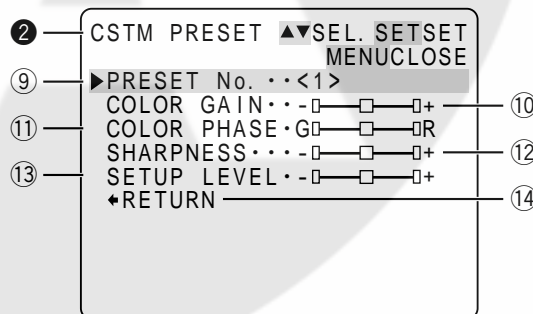 ❷ CSTM PRESET ▲▼SEL. SETSET
MENUCLOSE
⑨ ▶PRESET No. ··<1>
COLOR GAIN··- + ⑩
⑪ COLOR PHASE·G R
SHARPNESS···- + ⑫
⑬ SETUP LEVEL·- +
RETURN ⑭